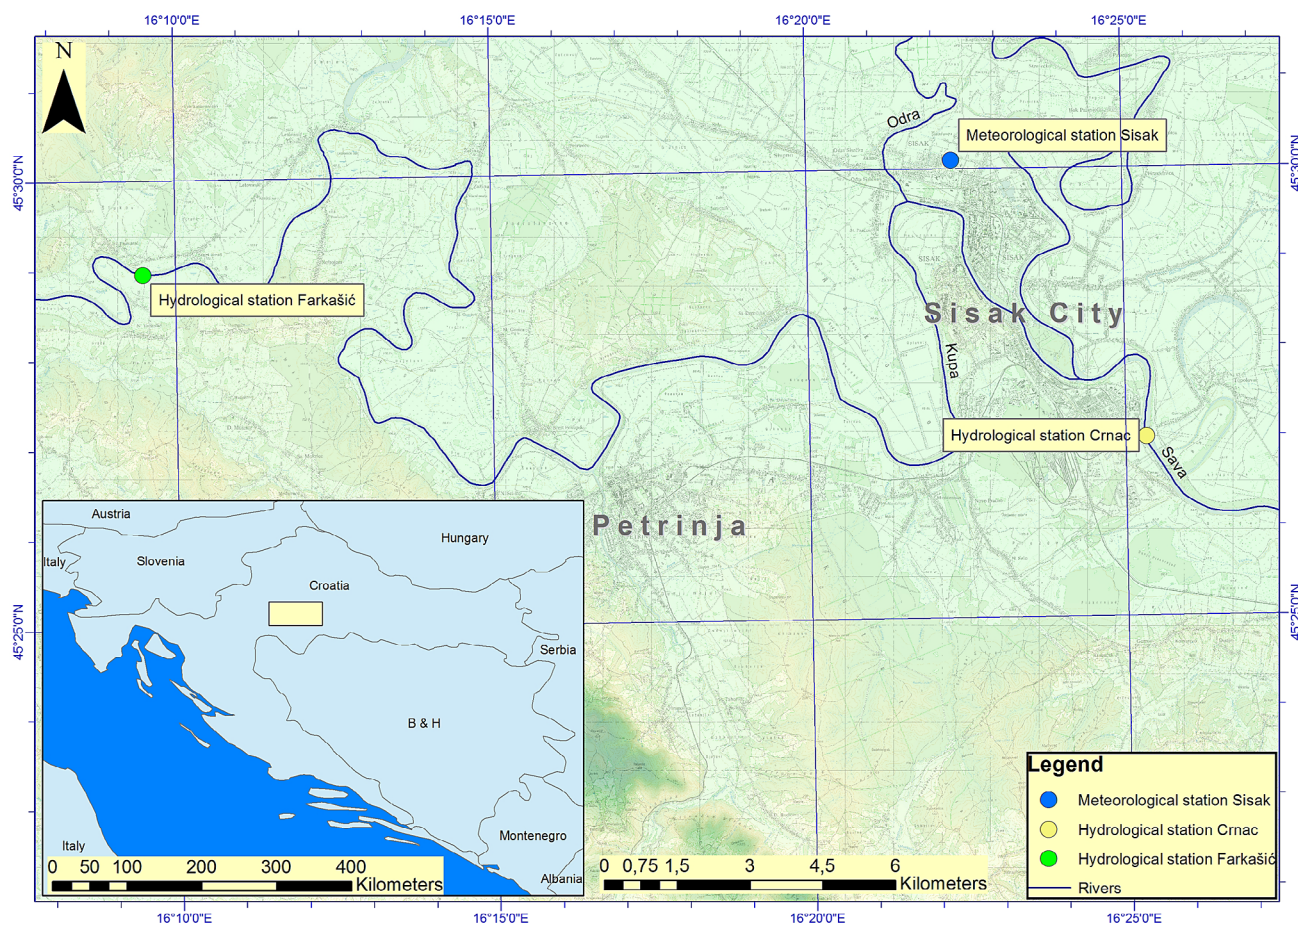 16°10'0"E
16°15'0"E
16°20'0"E
16°25'0"E
N
Odra
Meteorological station Sisak
SISAK
45°30'0"N
45°30'0"N
SISAK
SISAK
Hydrological station Farkašić
Sisak City
Kupa
Hydrological station Crnac
Sava
Petrinja
Austria
Hungary
Italy
Slovenia
Croatia
45°25'0"N
45°25'0"N
Serbia
B & H
Montenegro
Italy
Albania
0 50 100 200 300 400
Kilometers
0 0,75 1,5 3 4,5 6
Kilometers
Legend
Meteorological station Sisak
Hydrological station Crnac
Hydrological station Farkašić
Rivers
16°10'0"E
16°15'0"E
16°20'0"E
16°25'0"E